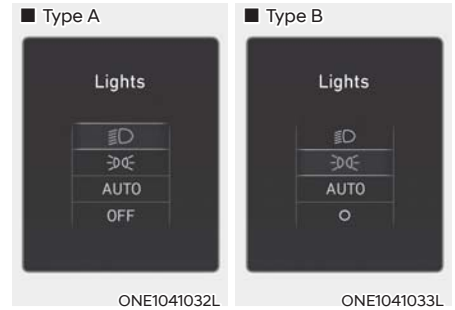 ■ Type A
Lights
AUTO
OFF
ONE1041032L
■ Type B
Lights
AUTO
O
ONE1041033L